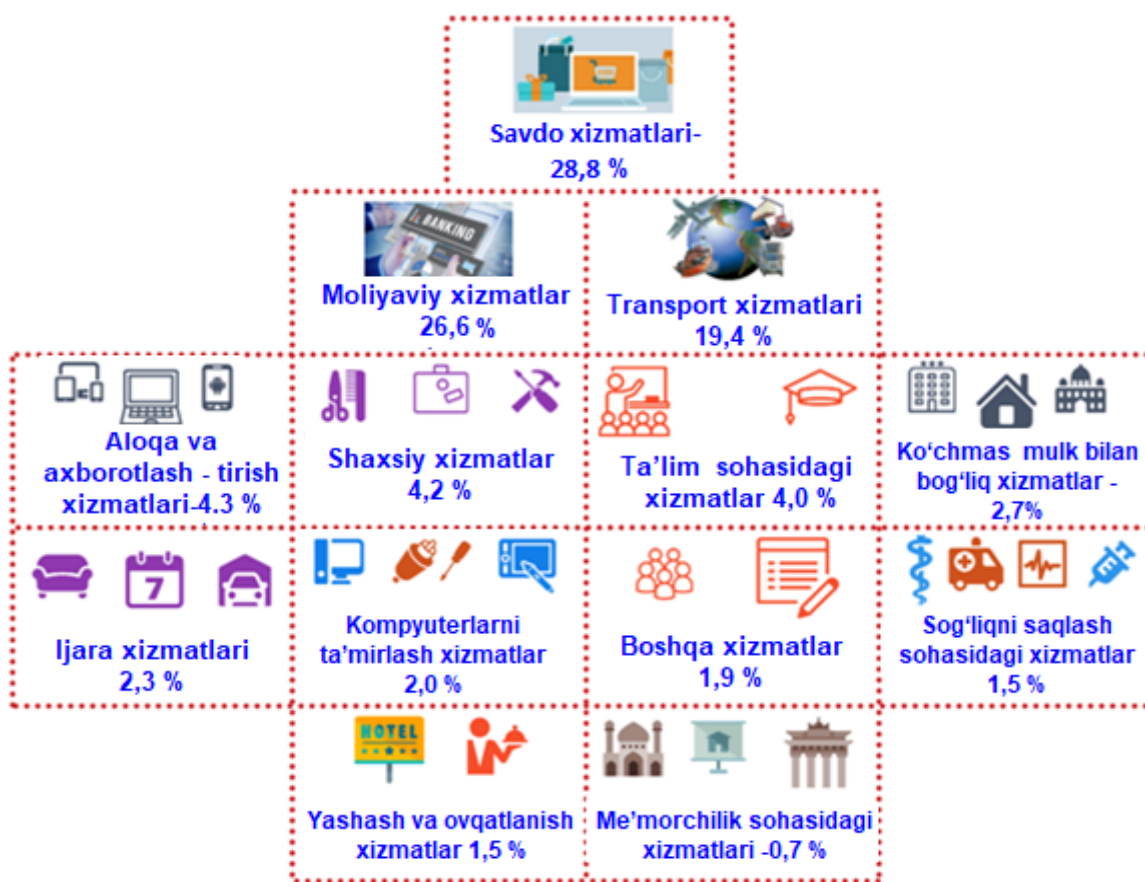 Savdo xizmatlari-
28,8 %
BANKING
Moliyaviy xizmatlar
26,6 %
Transport xizmatlari
19,4 %
Aloqa va
axborotlash - tirish
xizmatlari-4.3 %
Shaxsiy xizmatlar
4,2 %
Ta’lim sohasidagi
xizmatlar 4,0 %
Ko‘chmas mulk bilan
bog‘liq xizmatlar -
2,7%
7
Ijara xizmatlari
2,3 %
Kompyuterlarni
ta’mirlash xizmatlar
2,0 %
Boshqa xizmatlar
1,9 %
Sog‘liqni saqlash
sohasidagi xizmatlar
1,5 %
HOTEL
Yashash va ovqatlanish
xizmatlar 1,5 %
Me’morchilik sohasidagi
xizmatlari -0,7 %